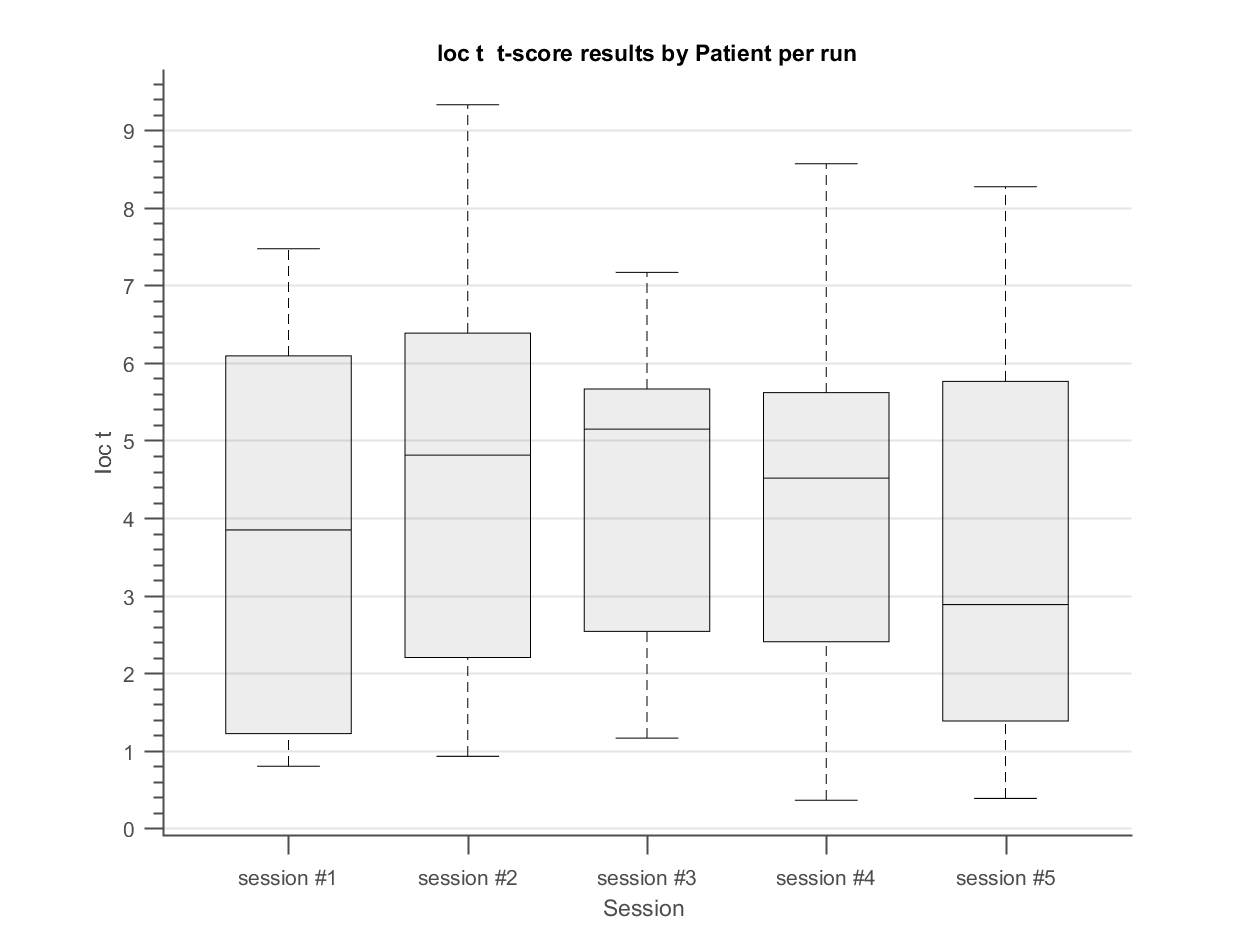 loc t  t-score results by Patient per run
9
8
7
6
5
4
3
2
1
0
loc t
session #1 session #2 session #3 session #4 session #5
Session